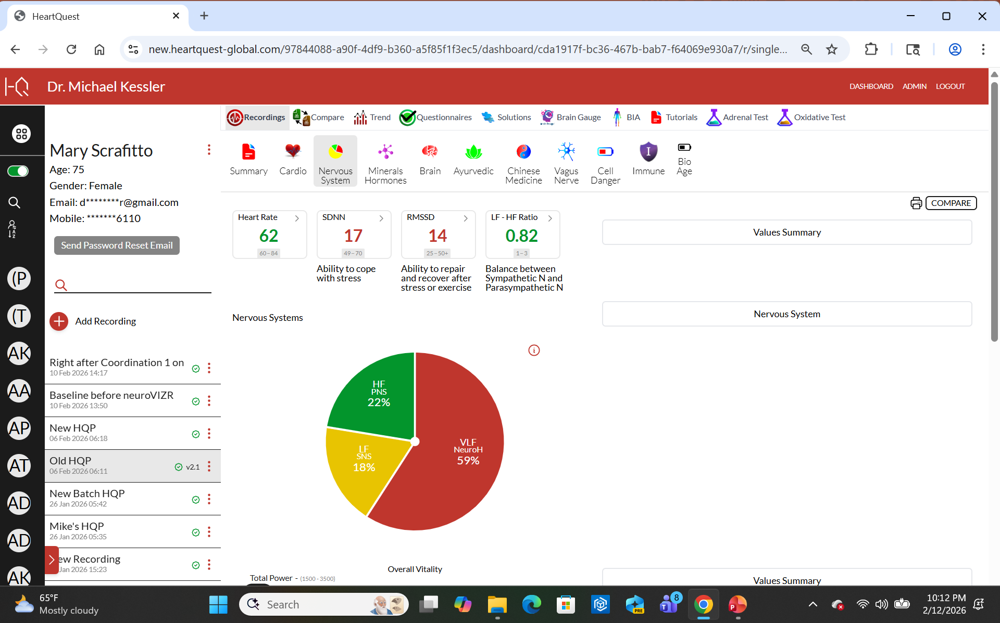 HeartQuest
new.heartquest-global.com/97844088-a90f-4df9-b360-a5f85f1f3ec5/dashboard/cda1917f-bc36-467b-bab7-f64069e930a7/r/single...
Dr. Michael Kessler
DASHBOARD ADMIN LOGOUT
Recordings Compare Trend Questionnaires Solutions Brain Gauge BIA Tutorials Adrenal Test Oxidative Test
Summary
Cardio
Nervous
System
Minerals
Hormones
Brain
Ayurvedic
Chinese
Medicine
Vagus
Nerve
Cell
Danger
I
Immune
Bio
Age
COMPARE
Mary Scrafitto
Age: 75
Gender: Female
Email: d********r@gmail.com
Mobile: *******6110
Send Password Reset Email
Add Recording
A
Z
(P
(T
AK
AA
AP
AT
AD
AD
AK
Right after Coordination 1 on
10 Feb 2026 14:17
Baseline before neuroVIZR
10 Feb 2026 13:50
New HQP
06 Feb 2026 06:18
Old HQP
06 Feb 2026 06:11
v2.1
New Batch HQP
26 Jan 2026 05:42
Mike's HQP
26 Jan 2026 05:35
ew Recording
Jan 2026 15:23
Heart Rate
62
60–84
SDNN
17
49–70
Ability to cope
with stress
RMSSD
14
25–50+
Ability to repair
and recover after
stress or exercise
LF - HF Ratio
0.82
1–3
Balance between
Sympathetic N and
Parasympathetic N
Values Summary
Nervous System
Nervous Systems
HF
PNS
22%
LF
SNS
18%
VLF
NeuroH
59%
Overall Vitality
Total Power - (1500 - 3500)
Values Summary
65°F
Mostly cloudy
Search
PRE
T
8
P
10:12 PM
2/12/2026